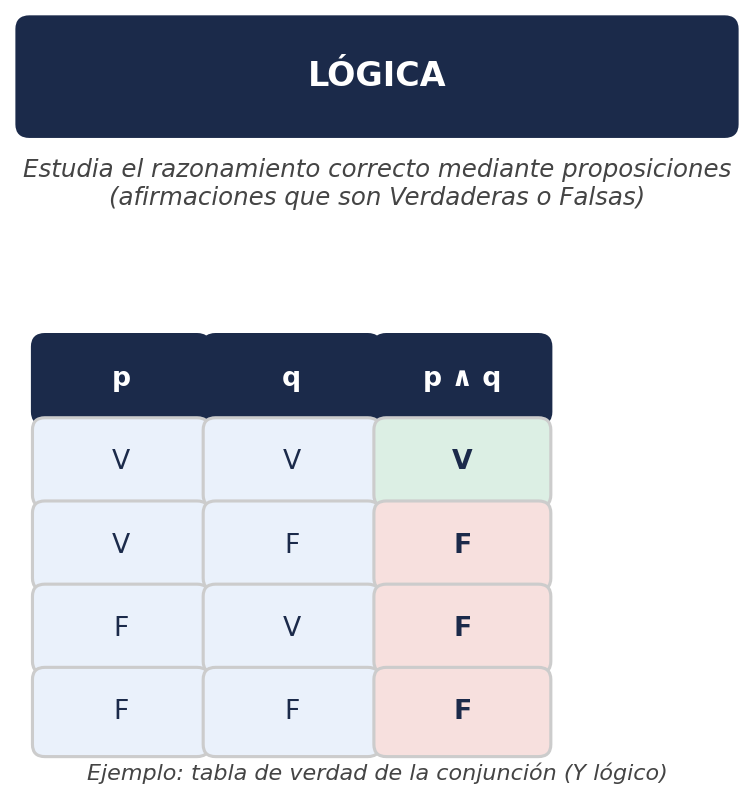 LÓGICA
Estudia el razonamiento correcto mediante proposiciones
(afirmaciones que son Verdaderas o Falsas)
p q p ∧ q
V V V
V F F
F V F
F F F
Ejemplo: tabla de verdad de la conjunción (Y lógico)